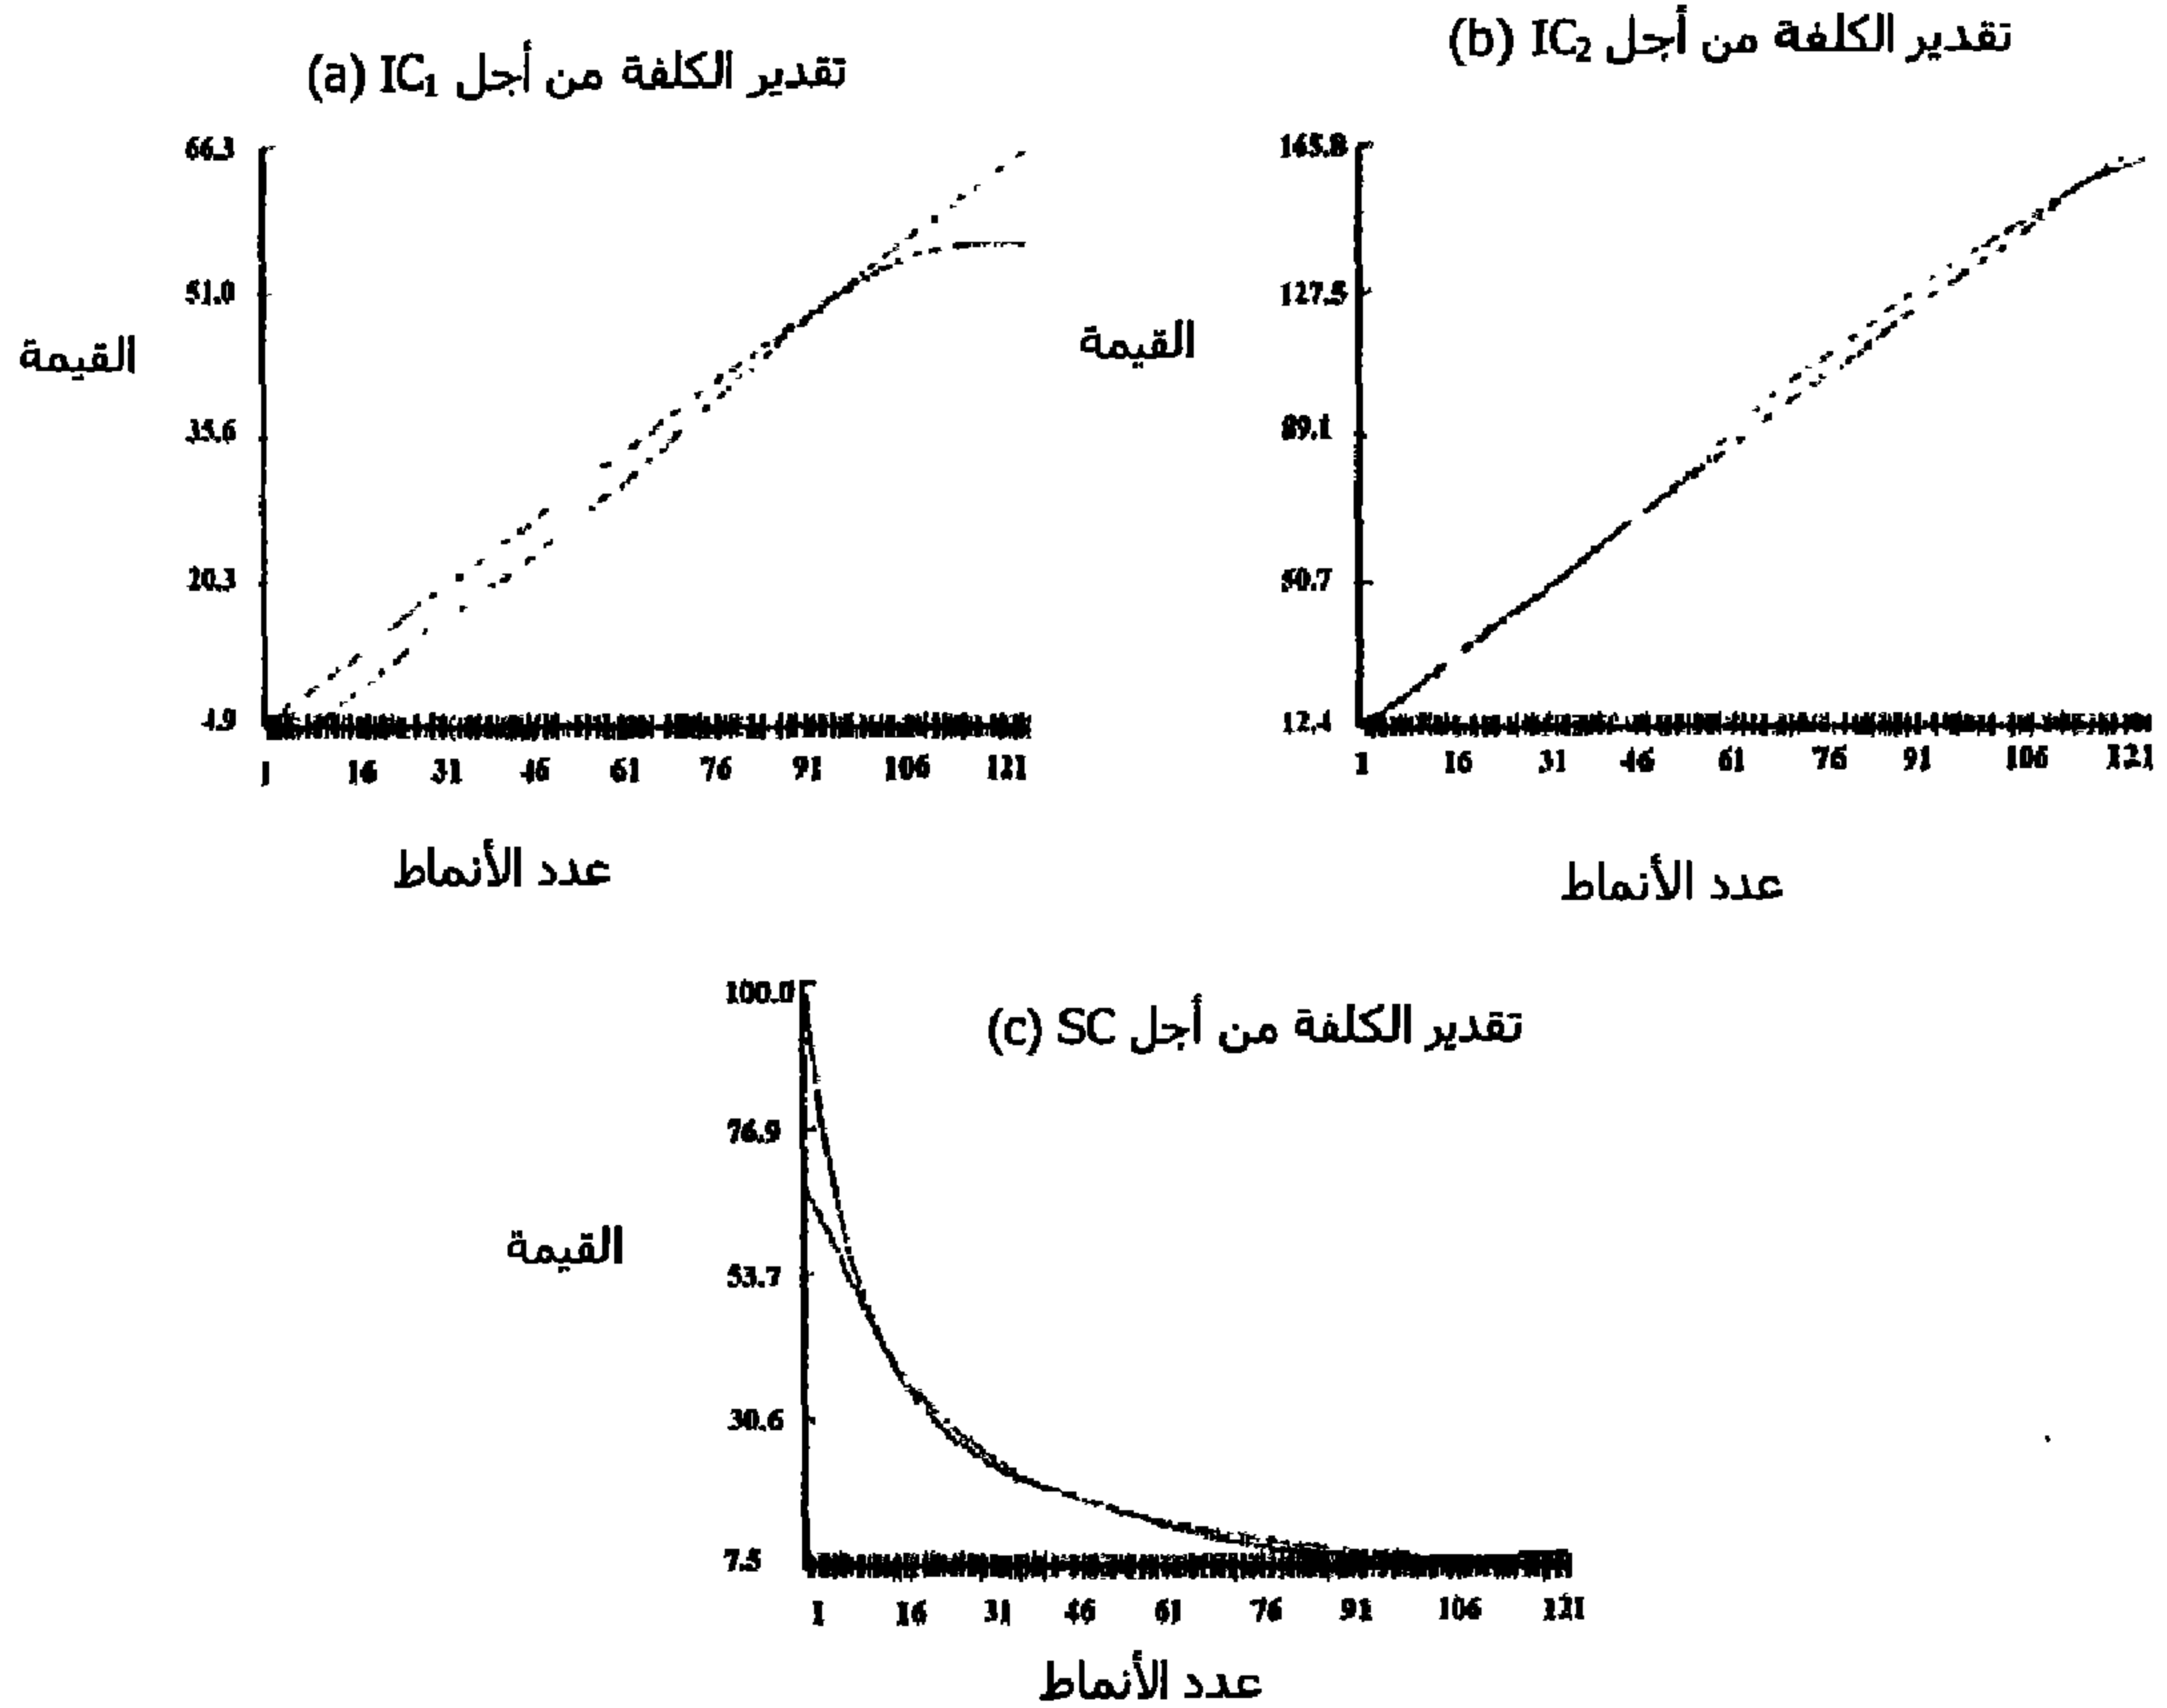 (a) IC₁ تقدير الكلفة من أجل
66.3
51.0
35.6
20.3
4.9
القيمة
1 16 31 46 61 76 91 106 121
عدد الأنماط
(b) IC₂ تقدير الكلفة من أجل
165.8
127.5
89.1
50.7
12.4
القيمة
1 16 31 46 61 76 91 106 121
عدد الأنماط
(c) SC تقدير الكلفة من أجل
100.0
76.9
53.7
30.6
7.5
القيمة
1 16 31 46 61 76 91 106 121
عدد الأنماط